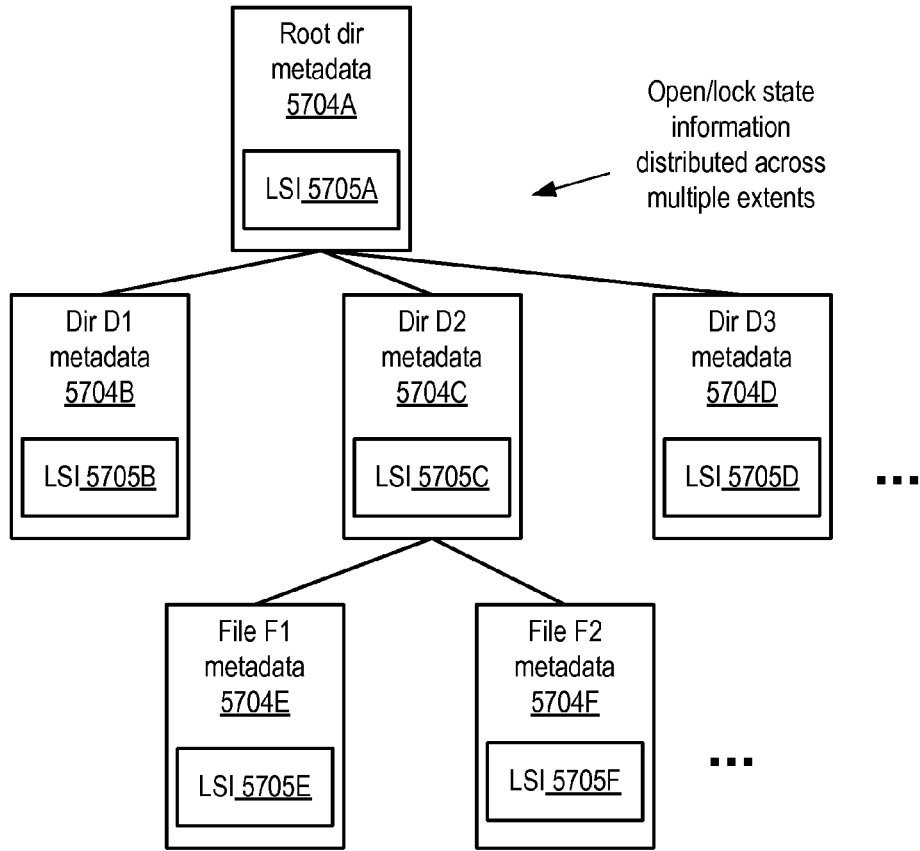 Root dir
metadata
5704A
LSI 5705A
Open/lock state
information
distributed across
multiple extents
Dir D1
metadata
5704B
LSI 5705B
Dir D2
metadata
5704C
LSI 5705C
Dir D3
metadata
5704D
LSI 5705D
...
File F1
metadata
5704E
LSI 5705E
File F2
metadata
5704F
LSI 5705F
...